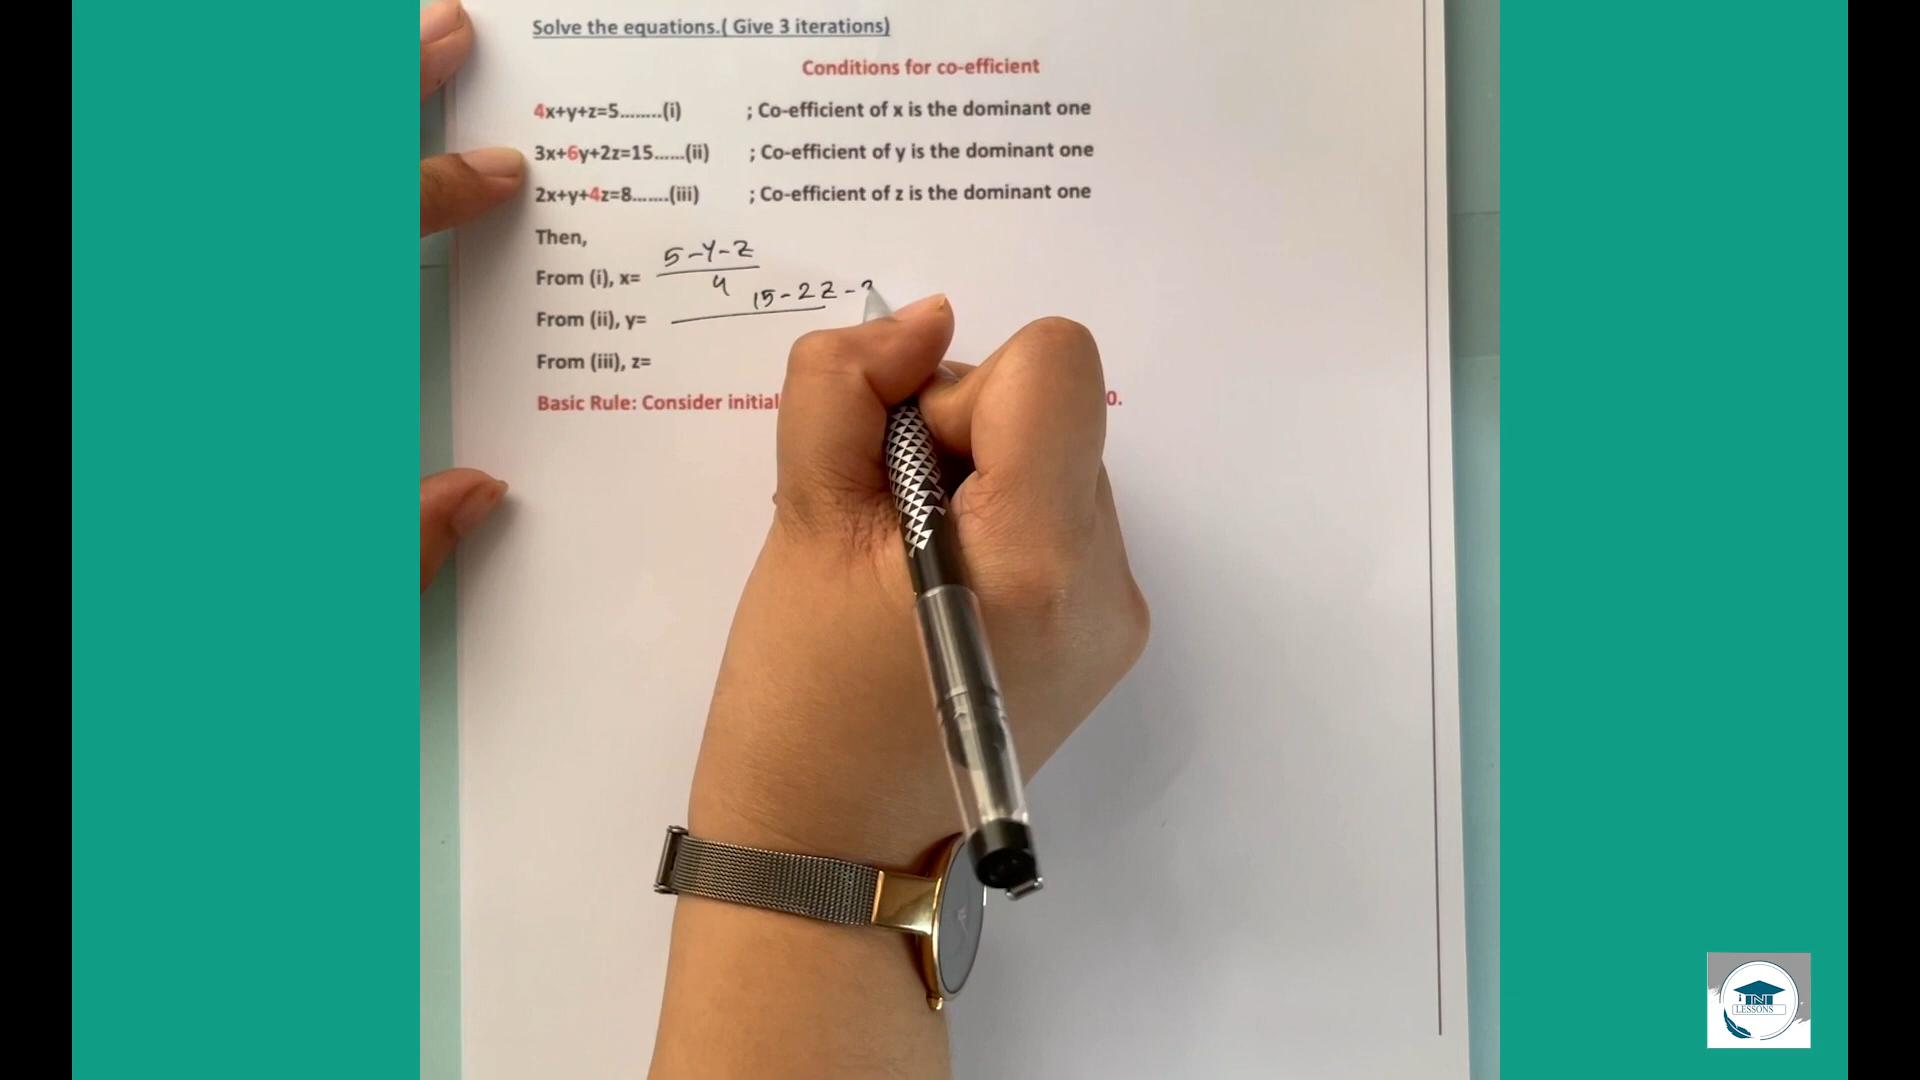 Solve the equations.( Give 3 iterations)
Conditions for co-efficient
4x+y+z=5........(i) ; Co-efficient of x is the dominant one
3x+6y+2z=15......(ii) ; Co-efficient of y is the dominant one
2x+y+4z=8.......(iii) ; Co-efficient of z is the dominant one
Then,
5-y-z
From (i), x=
4
15-2z-
From (ii), y=
From (iii), z=
Basic Rule: Consider initial 0.
LESSONS